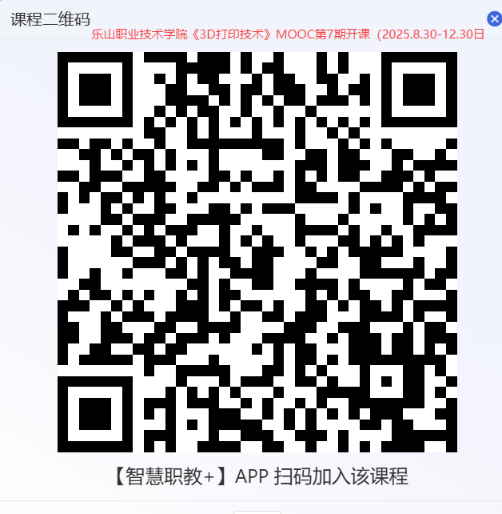 课程二维码
乐山职业技术学院《3D打印技术》MOOC第7期开课（2025.8.30-12.30日
【智慧职教+】APP 扫码加入该课程